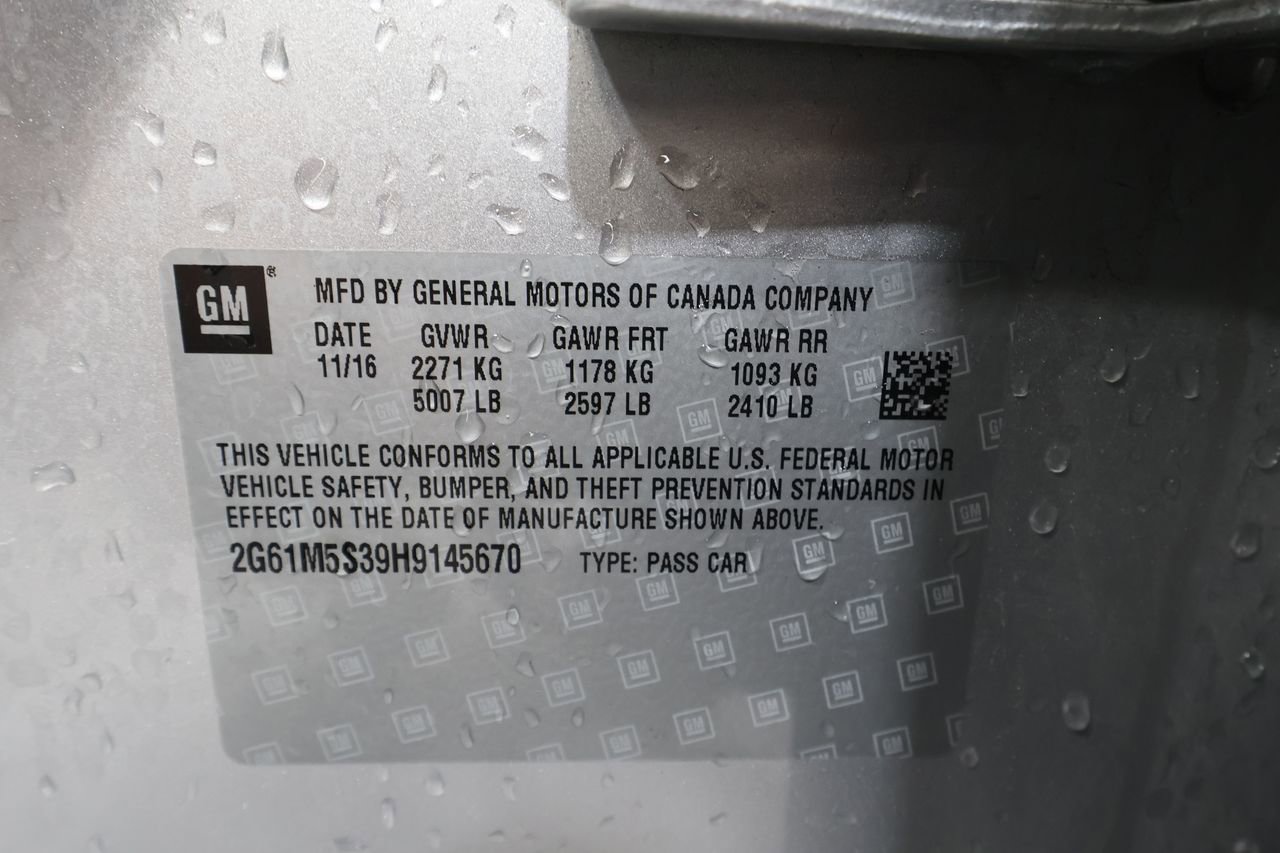 GM ®
MFD BY GENERAL MOTORS OF CANADA COMPANY
DATE GVWR GAWR FRT GAWR RR
11/16 2271 KG 1178 KG 1093 KG
5007 LB 2597 LB 2410 LB
THIS VEHICLE CONFORMS TO ALL APPLICABLE U.S. FEDERAL MOTOR
VEHICLE SAFETY, BUMPER, AND THEFT PREVENTION STANDARDS IN
EFFECT ON THE DATE OF MANUFACTURE SHOWN ABOVE.
2G61M5S39H9145670 TYPE: PASS CAR